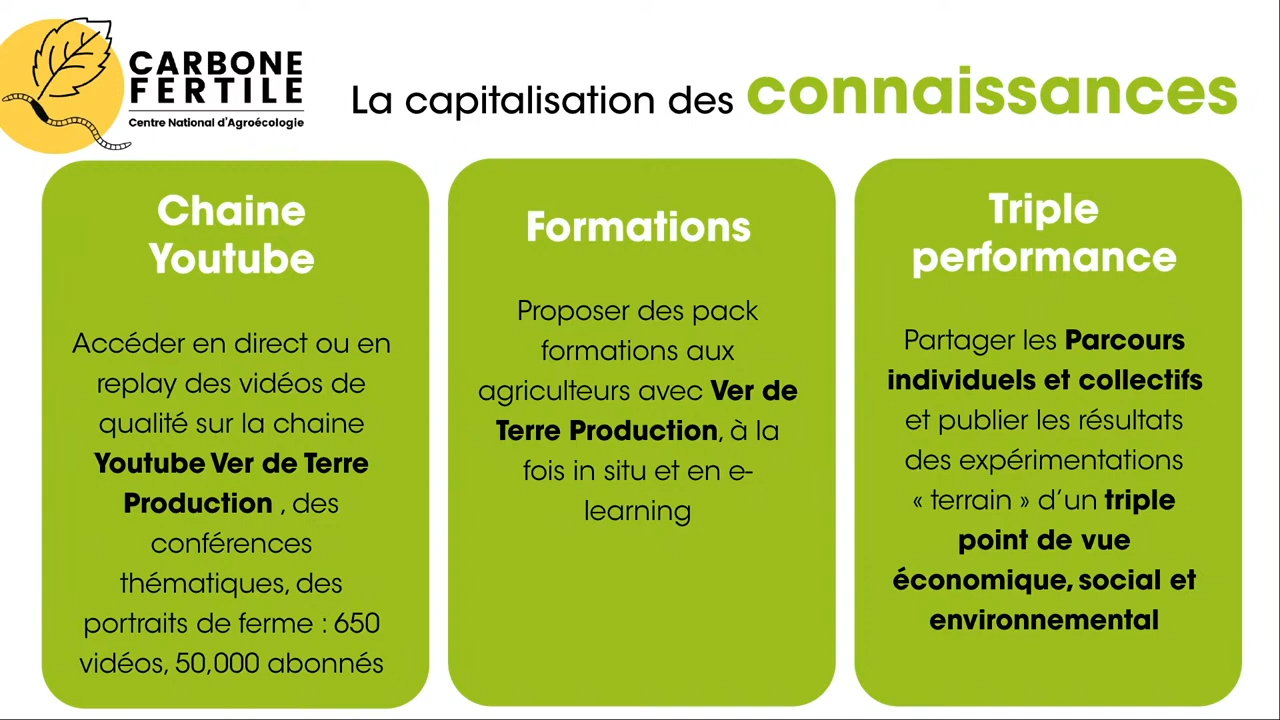 CARBONE
FERTILE
Centre National d'Agroécologie
La capitalisation des connaissances
Chaine
Youtube
Accéder en direct ou en
replay des vidéos de
qualité sur la chaine
Youtube Ver de Terre
Production , des
conférences
thématiques, des
portraits de ferme : 650
vidéos, 50,000 abonnés
Formations
Proposer des pack
formations aux
agriculteurs avec Ver de
Terre Production, à la
fois in situ et en e-
learning
Triple
performance
Partager les Parcours
individuels et collectifs
et publier les résultats
des expérimentations
« terrain » d'un triple
point de vue
économique, social et
environnemental